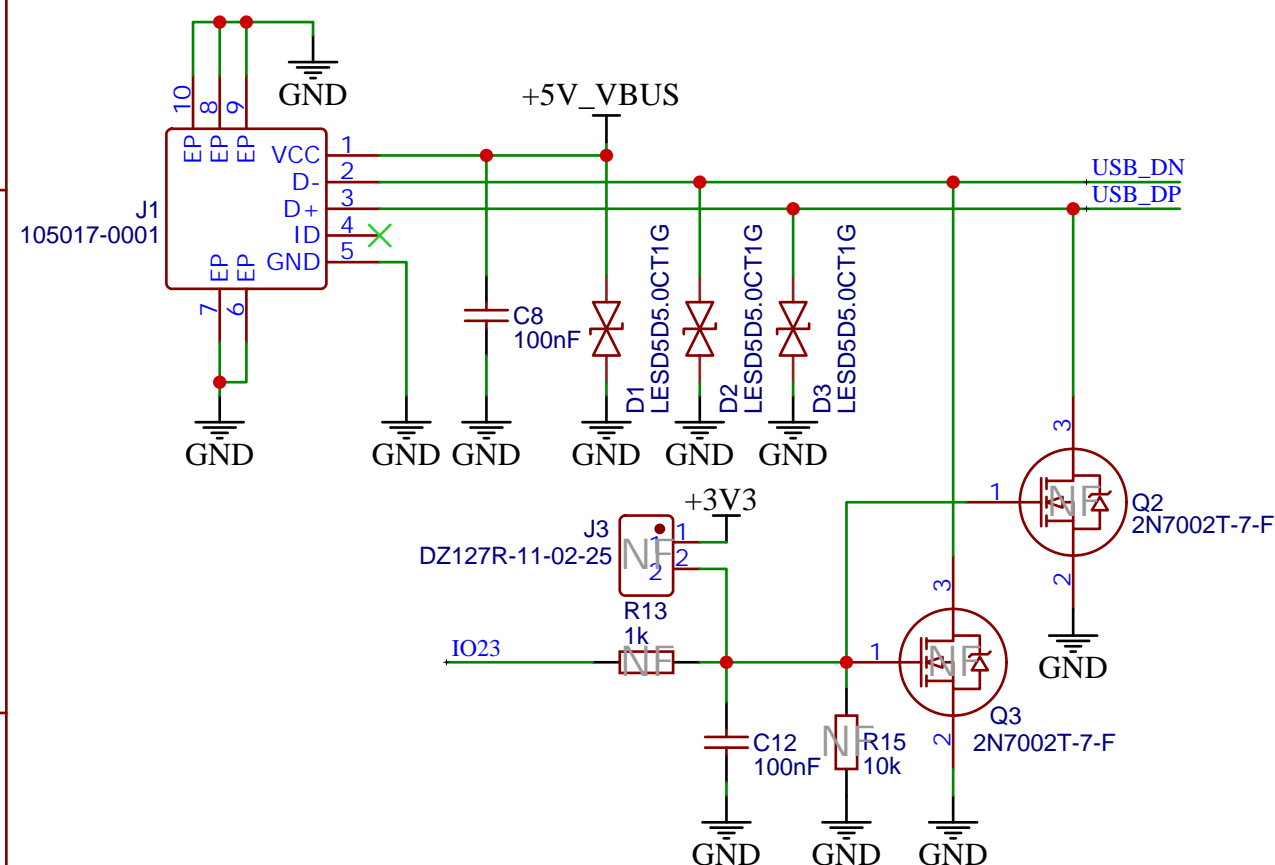 GND
10
8
9
EP
EP
EP
VCC
1
D-
2
D+
3
ID
4
GND
5
EP
EP
7
6
J1
105017-0001
GND
GND
+5V_VBUS
USB_DN
USB_DP
C8
100nF
GND
D1
LESD5D5.0CT1G
GND
D2
LESD5D5.0CT1G
GND
D3
LESD5D5.0CT1G
GND
+3V3
J3
DZ127R-11-02-25
NF
1
1
2
2
R13
1k
NF
IO23
C12
100nF
GND
NF
R15
10k
GND
1
3
NF
2
Q3
2N7002T-7-F
GND
1
3
NF
2
Q2
2N7002T-7-F
GND